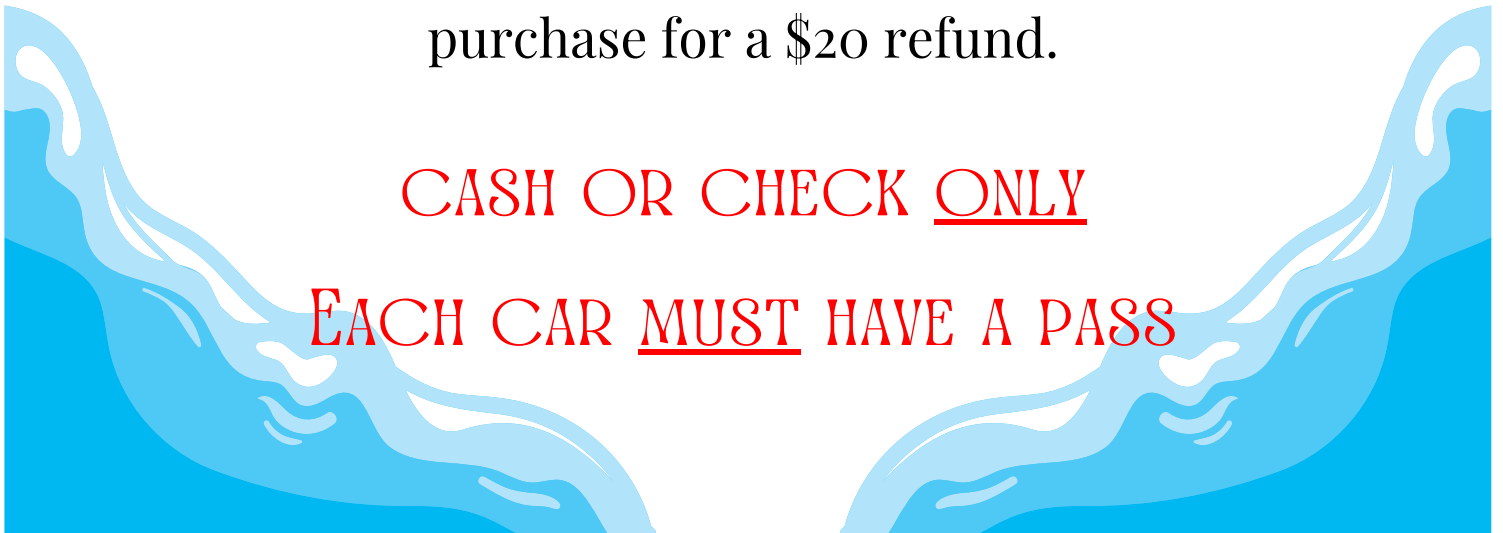 purchase for a $20 refund.
CASH OR CHECK ONLY
EACH CAR MUST HAVE A PASS